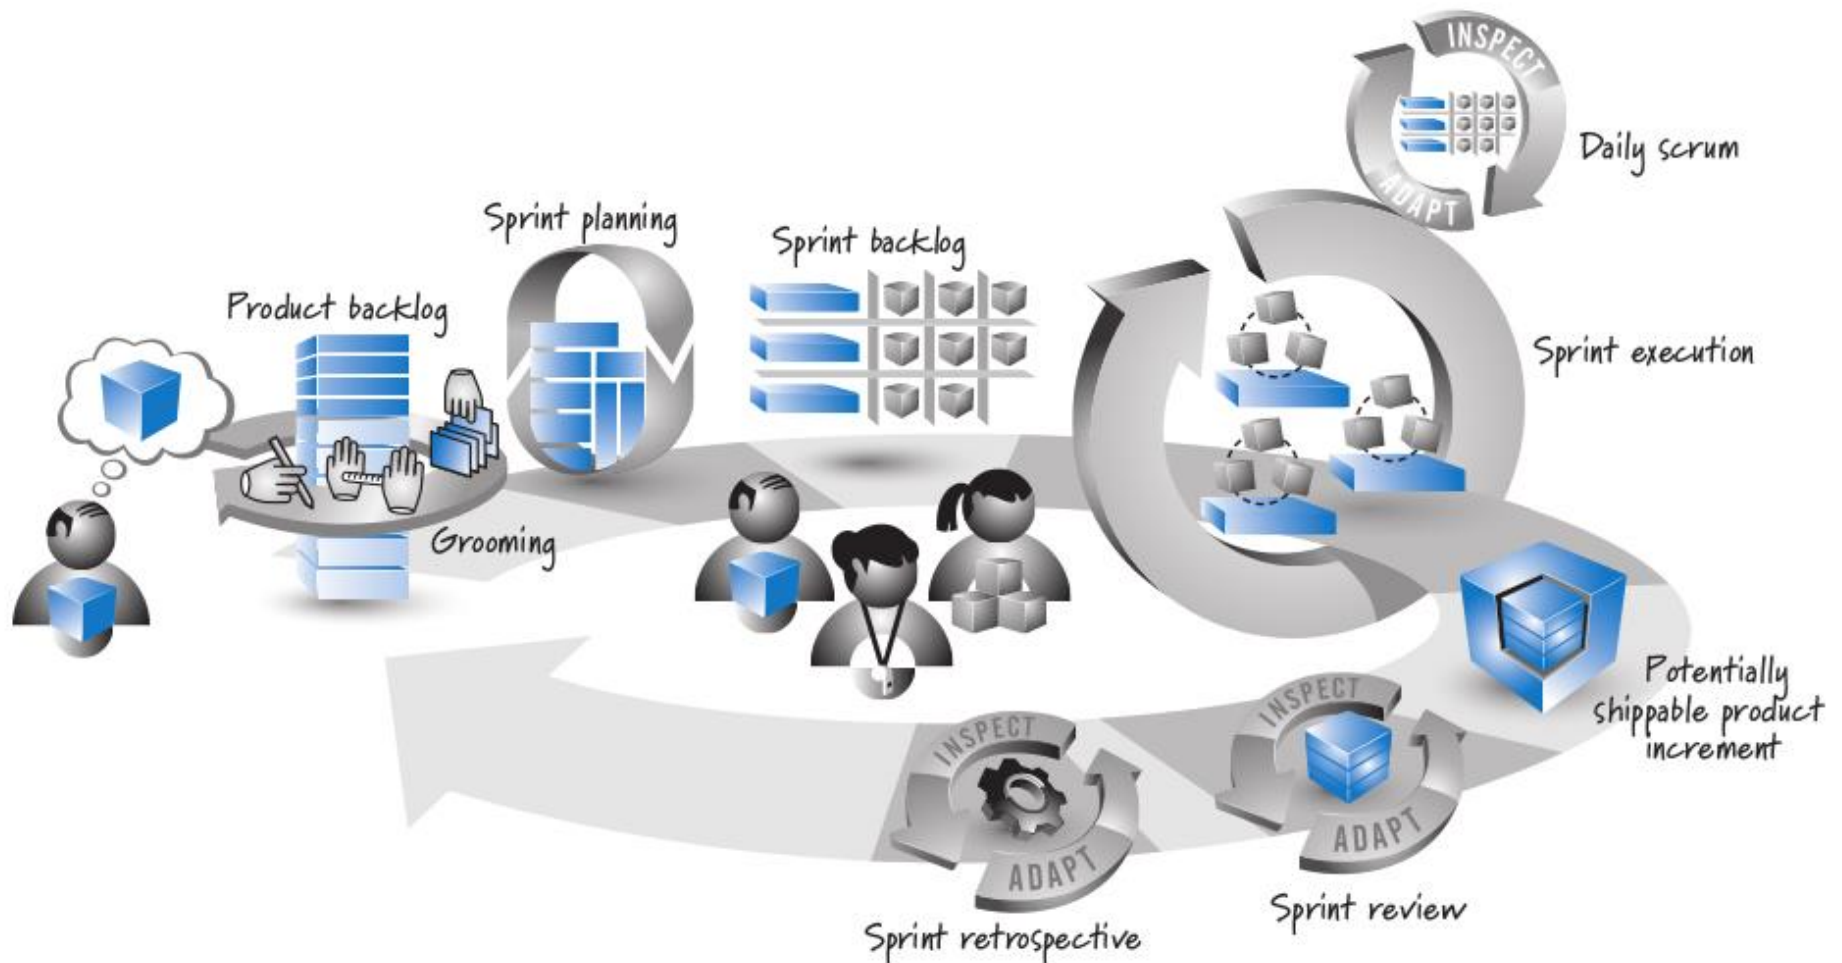 INSPECT
ADAPT
Daily scrum
Sprint planning
Sprint backlog
Product backlog
Sprint execution
Grooming
Potentially
shippable product
increment
INSPECT
ADAPT
Sprint review
INSPECT
ADAPT
Sprint retrospective